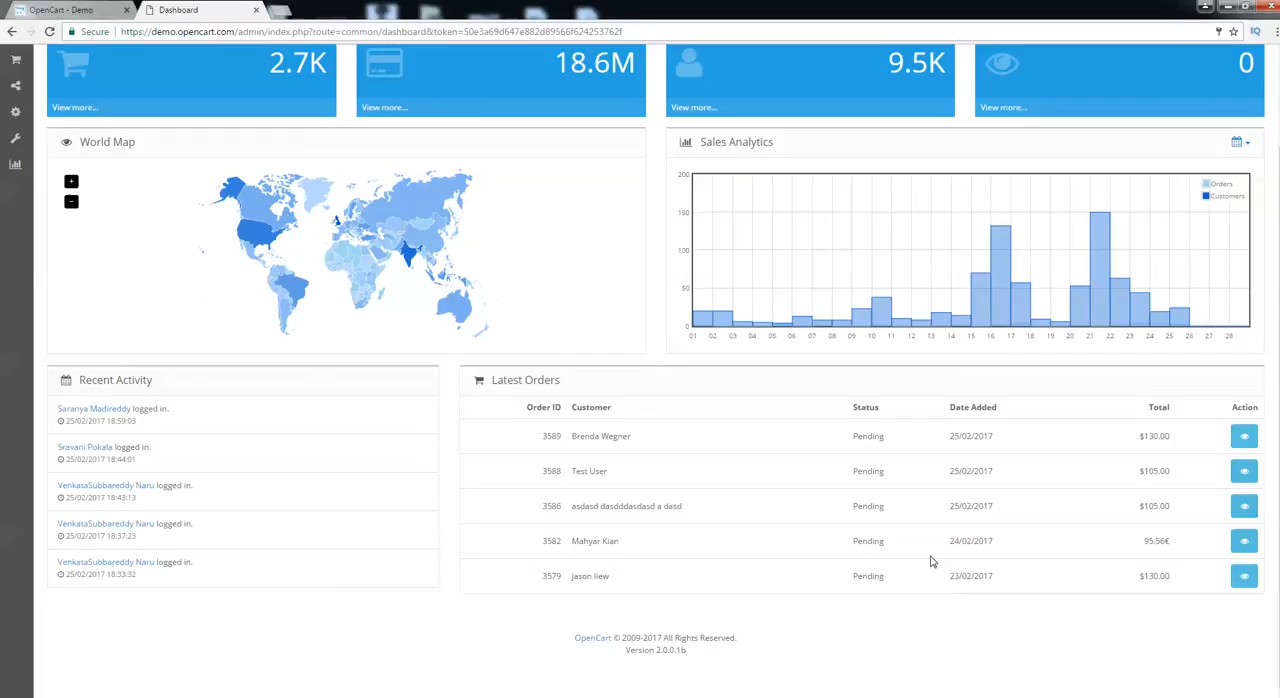 OpenCart - Demo
Dashboard
Secure https://demo.opencart.com/admin/index.php?route=common/dashboard&token=50e3a69d647e882d89566f624253762f
2.7K 18.6M 9.5K 0
View more... View more... View more... View more...
World Map
+
−
Sales Analytics
Orders
Customers
200
150
100
50
0
01 02 03 04 05 06 07 08 09 10 11 12 13 14 15 16 17 18 19 20 21 22 23 24 25 26 27 28
Recent Activity
Saranya Madireddy logged in.
25/02/2017 18:59:03
Sravani Pokala logged in.
25/02/2017 18:44:01
VenkataSubbareddy Naru logged in.
25/02/2017 18:43:13
VenkataSubbareddy Naru logged in.
25/02/2017 18:37:23
VenkataSubbareddy Naru logged in.
25/02/2017 18:33:32
Latest Orders
Order ID Customer Status Date Added Total Action
3589 Brenda Wegner Pending 25/02/2017 $130.00
3588 Test User Pending 25/02/2017 $105.00
3586 asdasd dasdddasdasd a dasd Pending 25/02/2017 $105.00
3582 Mahyar Kian Pending 24/02/2017 95.56€
3579 jason liew Pending 23/02/2017 $130.00
OpenCart © 2009-2017 All Rights Reserved.
Version 2.0.0.1b